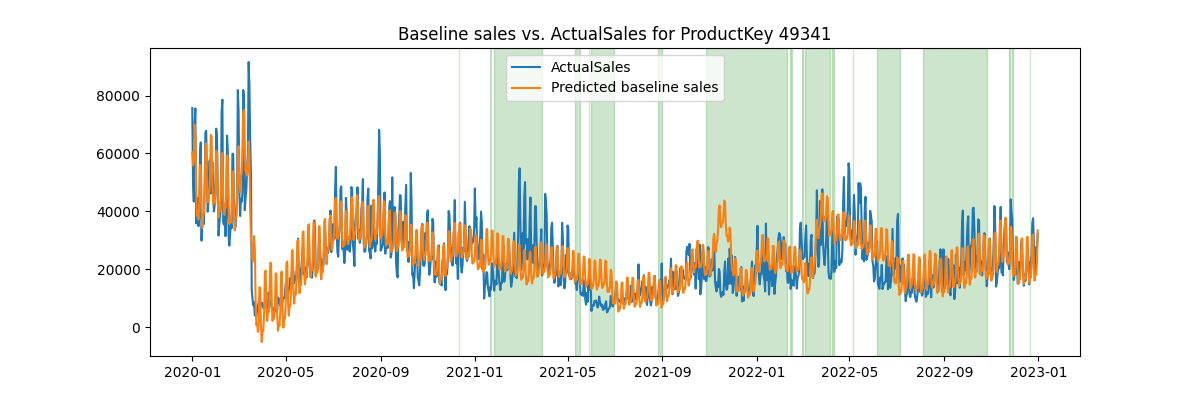 Baseline sales vs. ActualSales for ProductKey 49341
ActualSales
Predicted baseline sales
80000
60000
40000
20000
0
2020-01 2020-05 2020-09 2021-01 2021-05 2021-09 2022-01 2022-05 2022-09 2023-01